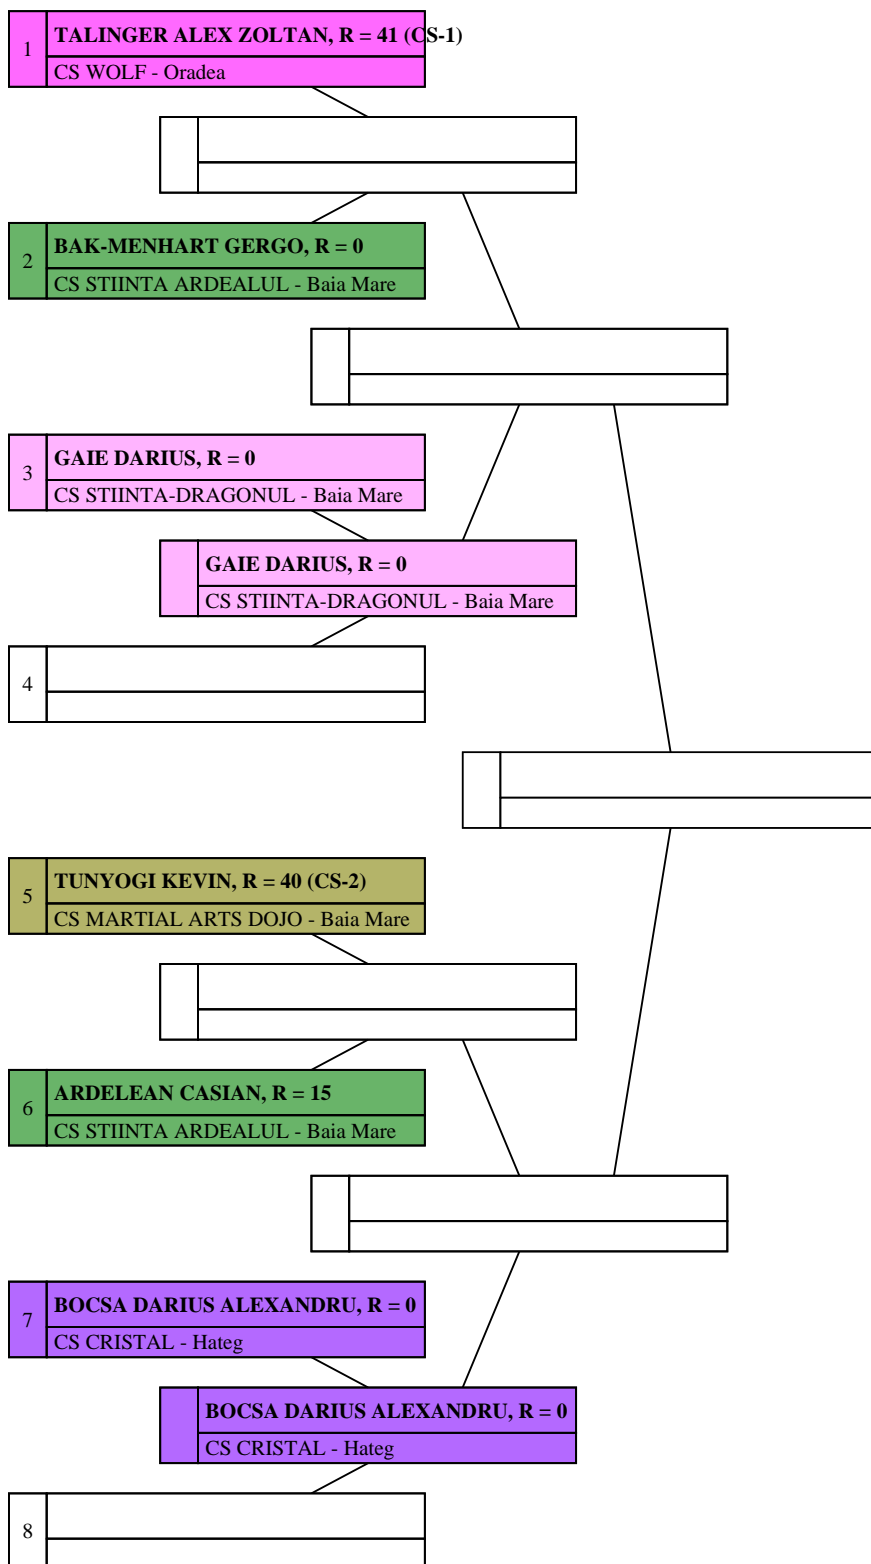 1
TALINGER ALEX ZOLTAN, R = 41 (CS-1)
CS WOLF - Oradea
2
BAK-MENHART GERGO, R = 0
CS STIINTA ARDEALUL - Baia Mare
3
GAIE DARIUS, R = 0
CS STIINTA-DRAGONUL - Baia Mare
GAIE DARIUS, R = 0
CS STIINTA-DRAGONUL - Baia Mare
4
5
TUNYOGI KEVIN, R = 40 (CS-2)
CS MARTIAL ARTS DOJO - Baia Mare
6
ARDELEAN CASIAN, R = 15
CS STIINTA ARDEALUL - Baia Mare
7
BOCSA DARIUS ALEXANDRU, R = 0
CS CRISTAL - Hateg
BOCSA DARIUS ALEXANDRU, R = 0
CS CRISTAL - Hateg
8